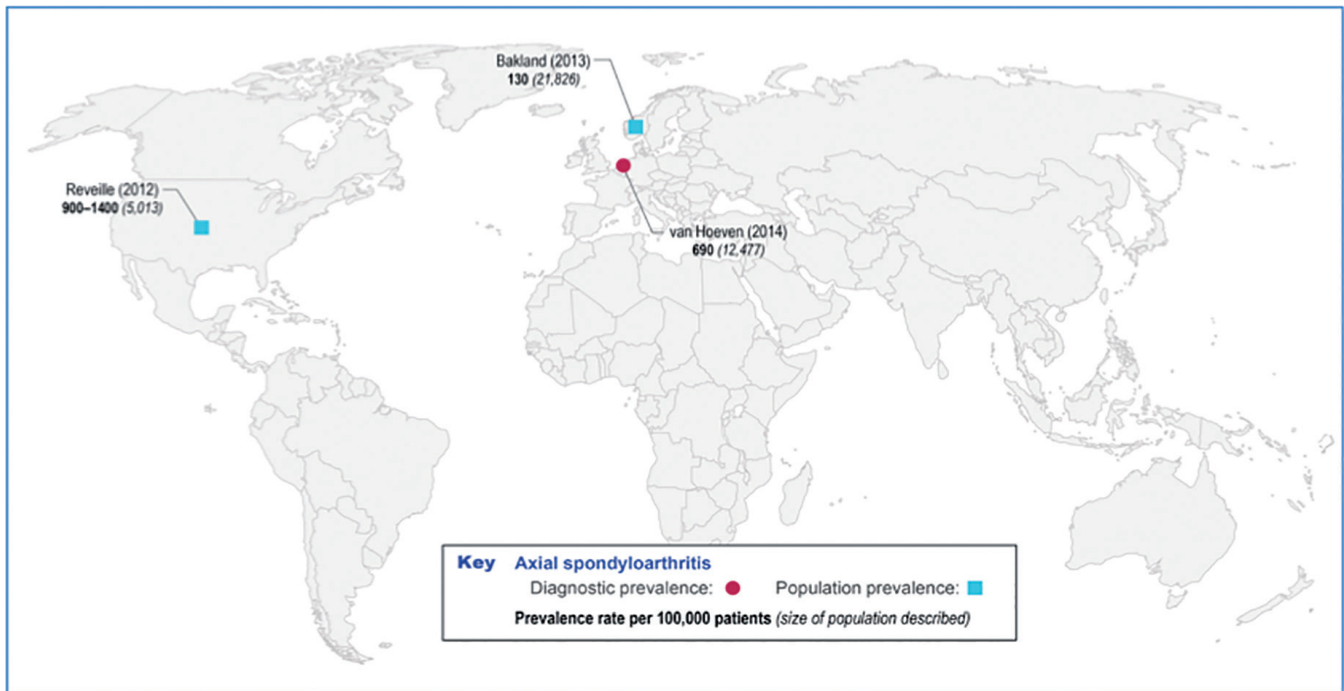 Bakland (2013)
130 (21,826)
Reveille (2012)
900–1400 (5,013)
van Hoeven (2014)
690 (12,477)
Key Axial spondyloarthritis
Diagnostic prevalence: Population prevalence:
Prevalence rate per 100,000 patients (size of population described)